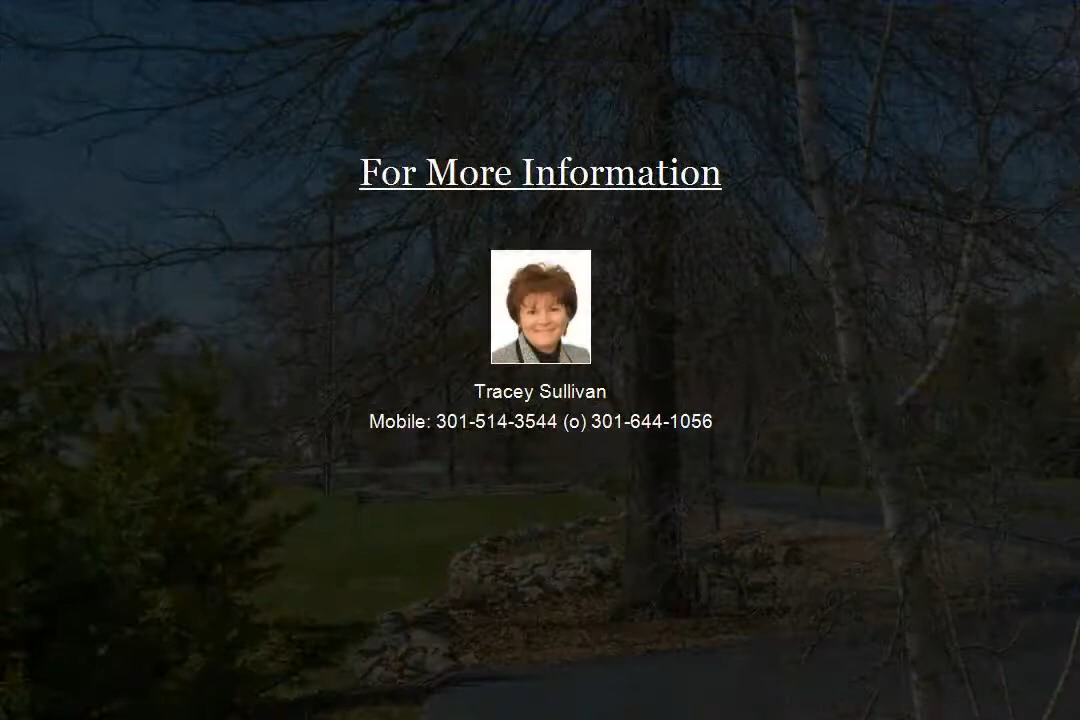 For More Information
Tracey Sullivan
Mobile: 301-514-3544 (o) 301-644-1056